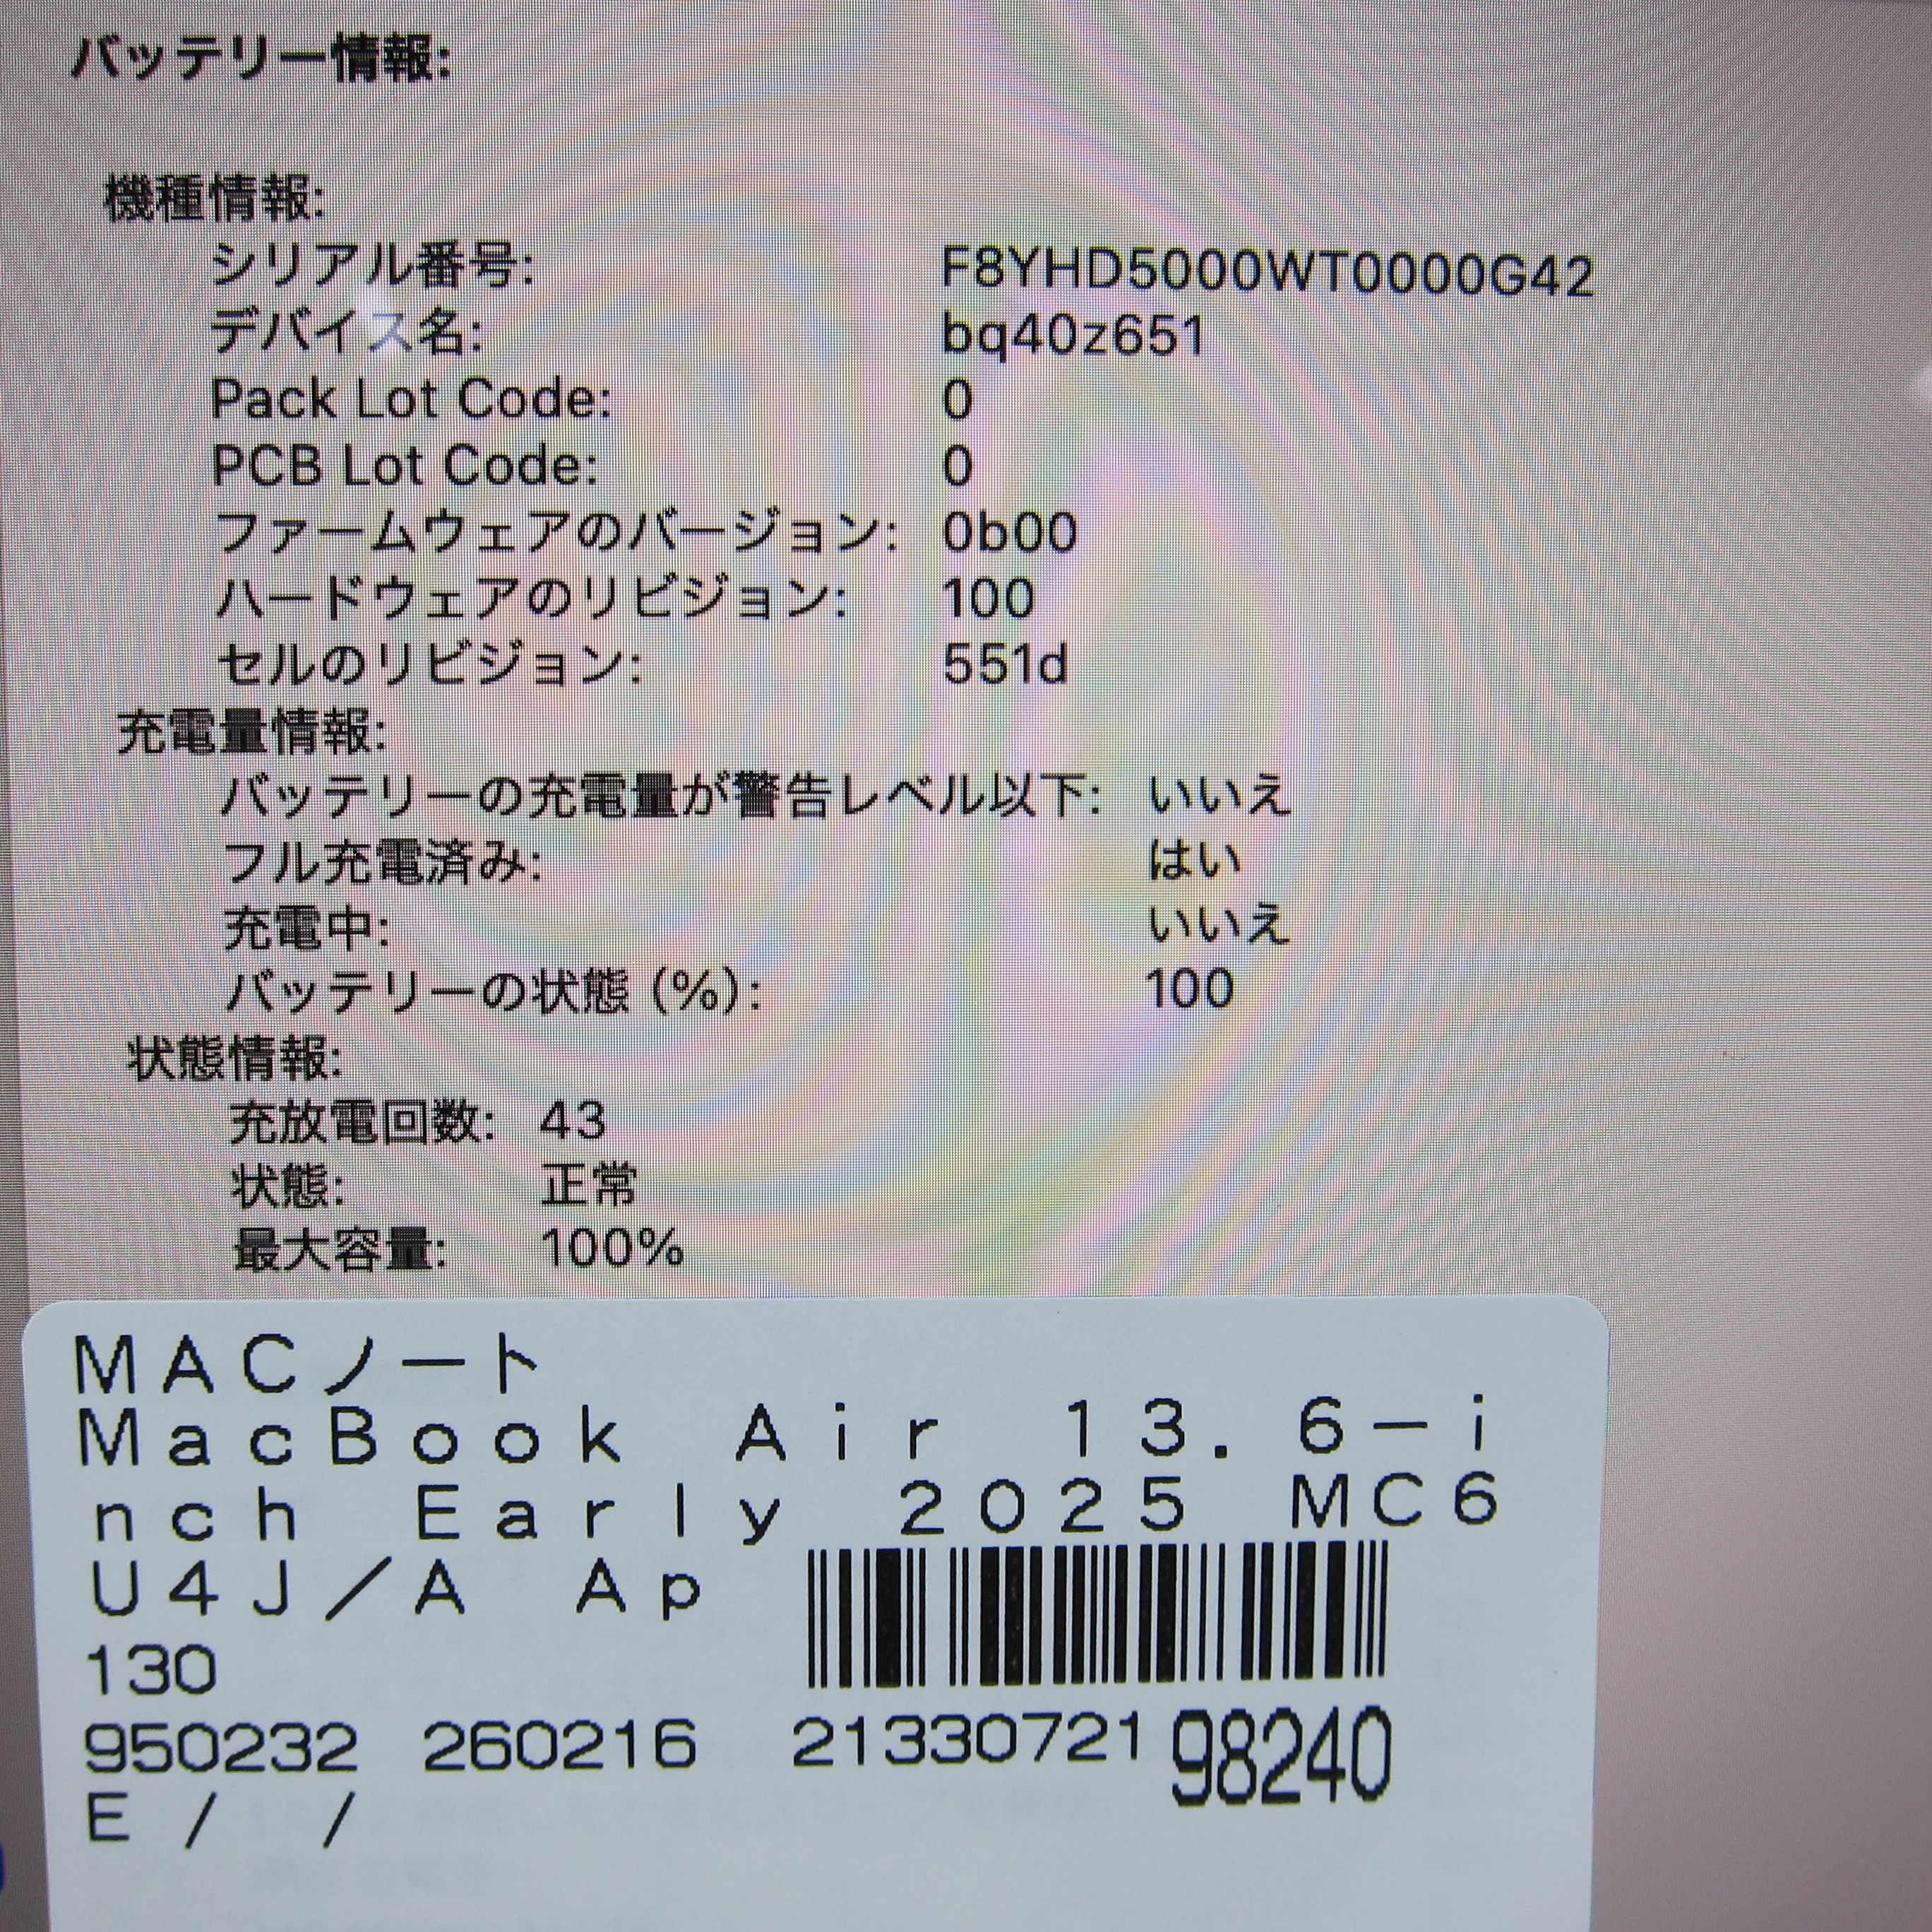 バッテリー情報:
機種情報:
シリアル番号: F8YHD5000WT0000G42
デバイス名: bq40z651
Pack Lot Code: 0
PCB Lot Code: 0
ファームウェアのバージョン: 0b00
ハードウェアのリビジョン: 100
セルのリビジョン: 551d
充電量情報:
バッテリーの充電量が警告レベル以下: いいえ
フル充電済み: はい
充電中: いいえ
バッテリーの状態 (%): 100
状態情報:
充放電回数: 43
状態: 正常
最大容量: 100%
MACノート
MacBook Air 13.6-i
nch Early 2025 MC6
U4J/A Ap
130
950232 260216 21330721 98240
E / /